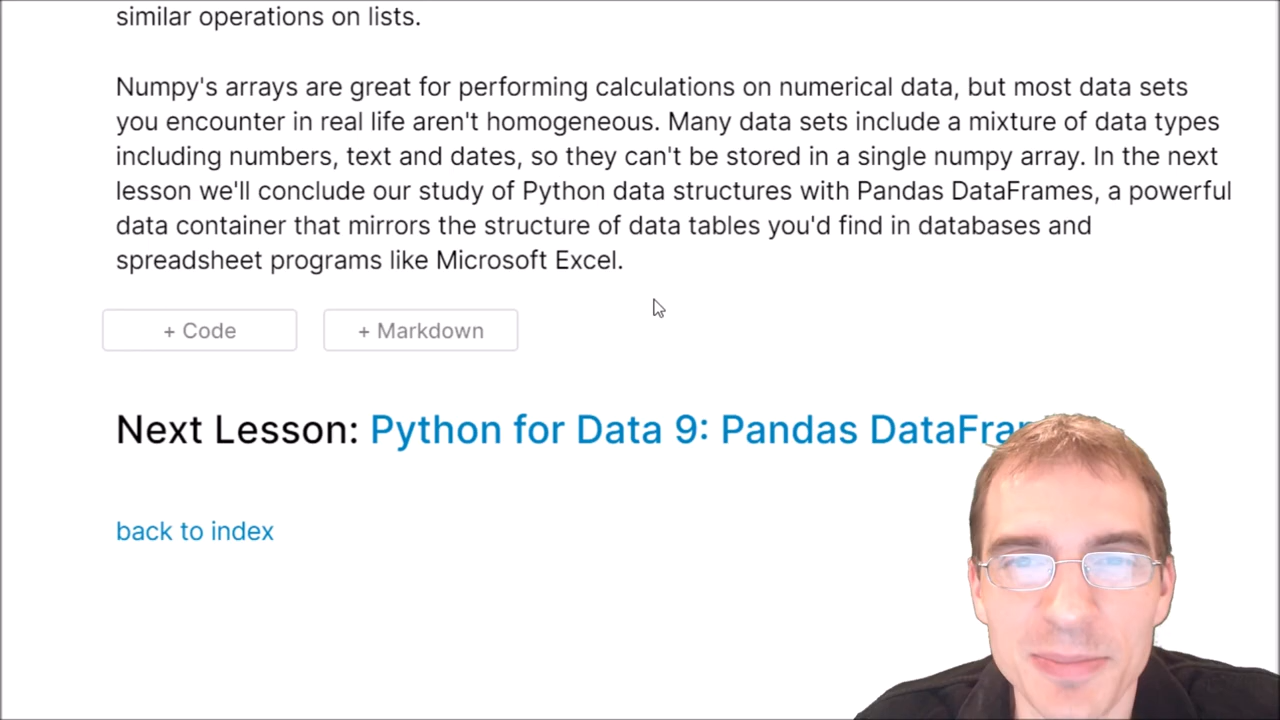 similar operations on lists.
Numpy's arrays are great for performing calculations on numerical data, but most data sets
you encounter in real life aren't homogeneous. Many data sets include a mixture of data types
including numbers, text and dates, so they can't be stored in a single numpy array. In the next
lesson we'll conclude our study of Python data structures with Pandas DataFrames, a powerful
data container that mirrors the structure of data tables you'd find in databases and
spreadsheet programs like Microsoft Excel.
+ Code
+ Markdown
Next Lesson: Python for Data 9: Pandas
back to index